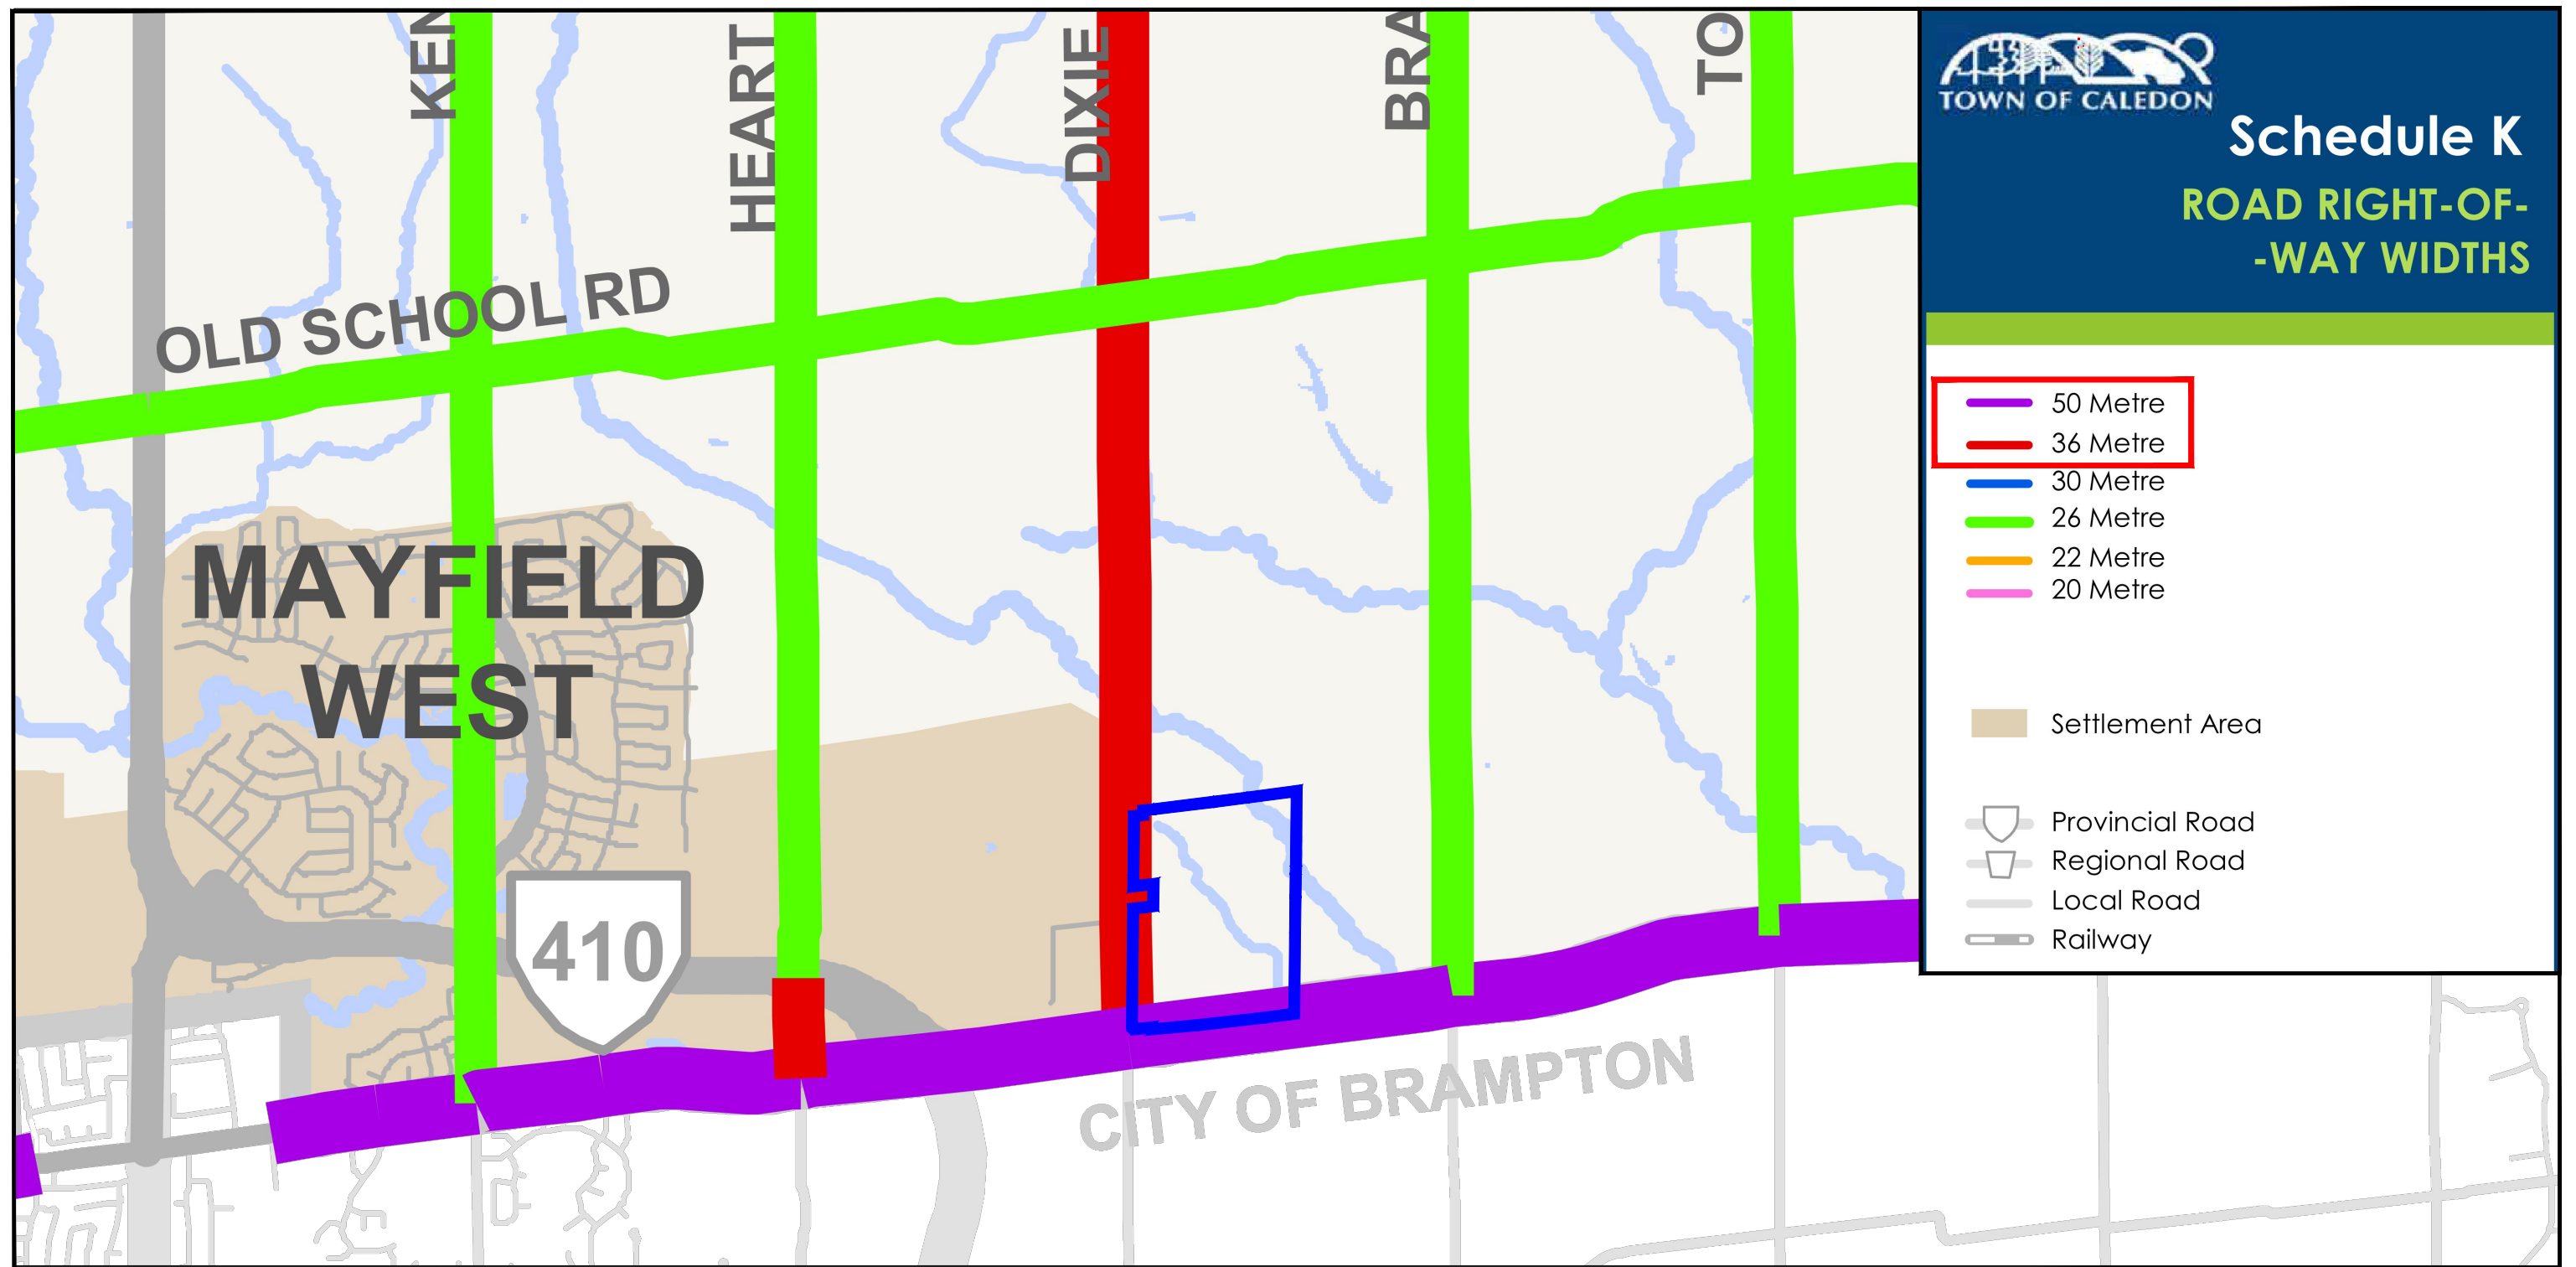 KEN
HEART
DIXIE
BRA
TO
OLD SCHOOL RD
MAYFIELD
WEST
410
CITY OF BRAMPTON
TOWN OF CALEDON
Schedule K
ROAD RIGHT-OF-
-WAY WIDTHS
50 Metre
36 Metre
30 Metre
26 Metre
22 Metre
20 Metre
Settlement Area
Provincial Road
Regional Road
Local Road
Railway